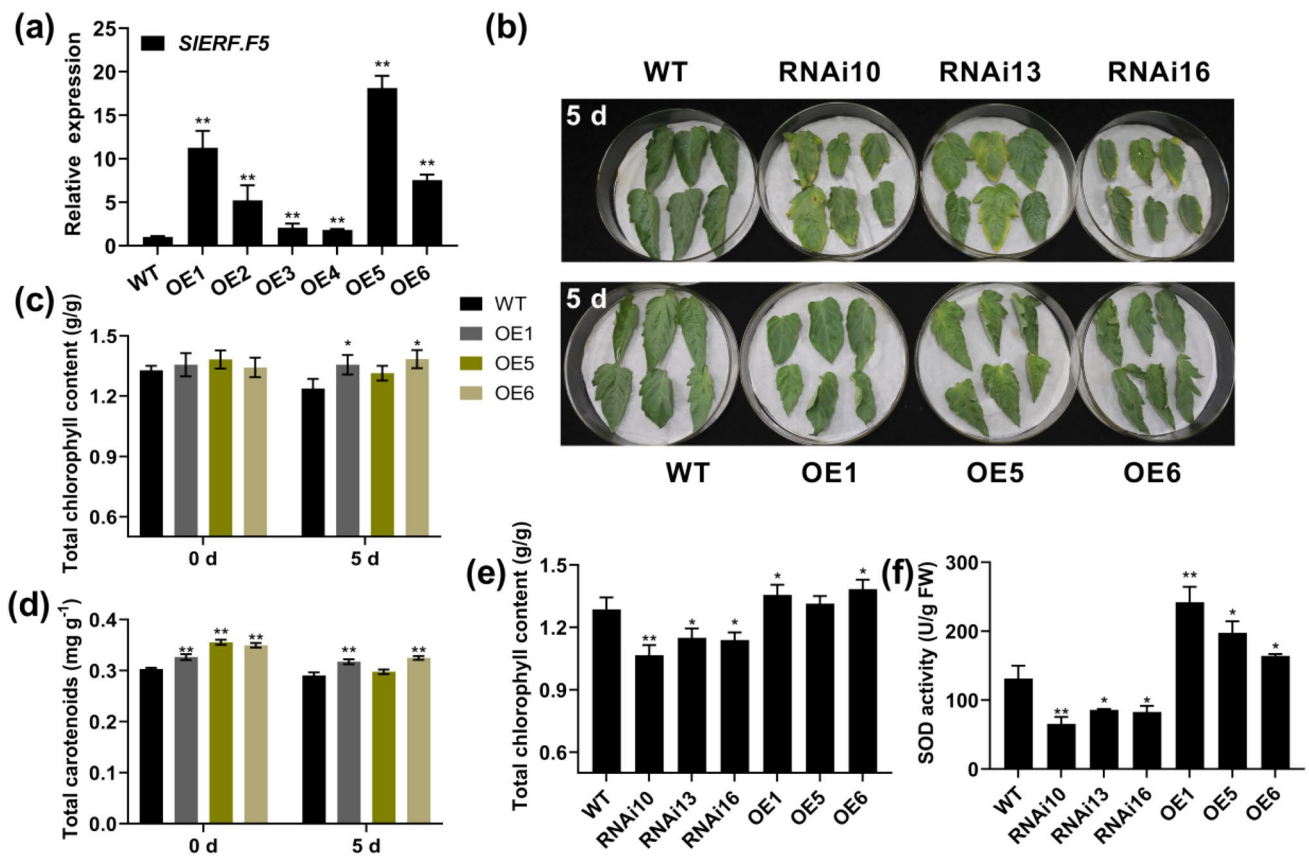 (a)
Relative expression
25
20
15
10
5
0
SlERF.F5
**
**
**
**
**
**
WT
OE1
OE2
OE3
OE4
OE5
OE6
(b)
WT
RNAi10
RNAi13
RNAi16
5 d
5 d
WT
OE1
OE5
OE6
(c)
Total chlorophyll content (g/g)
1.5
1.2
0.9
0.6
*
*
0 d
5 d
WT
OE1
OE5
OE6
(d)
Total carotenoids (mg g-1)
0.4
0.3
0.2
0.1
0.0
**
**
**
**
**
0 d
5 d
(e)
Total chlorophyll content (g/g)
1.5
1.2
0.9
0.6
**
*
*
*
*
WT
RNAi10
RNAi13
RNAi16
OE1
OE5
OE6
(f)
SOD activity (U/g FW)
300
200
100
0
**
*
*
**
*
*
WT
RNAi10
RNAi13
RNAi16
OE1
OE5
OE6